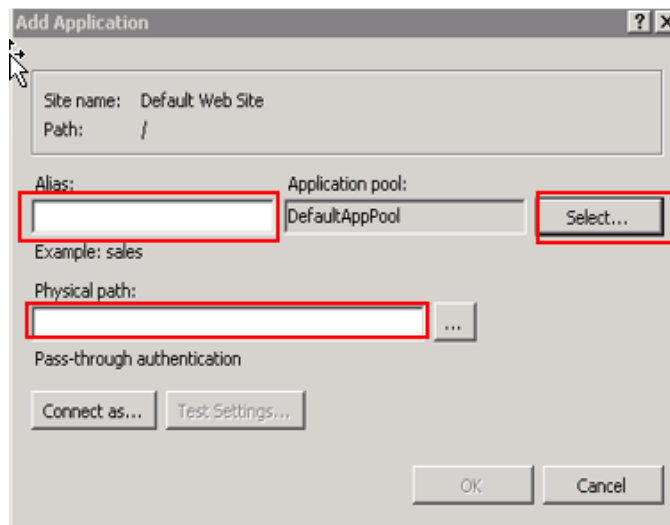 Add Application
Site name: Default Web Site
Path: /
Alias: Application pool:
DefaultAppPool Select...
Example: sales
Physical path:
...
Pass-through authentication
Connect as... Test Settings...
OK Cancel